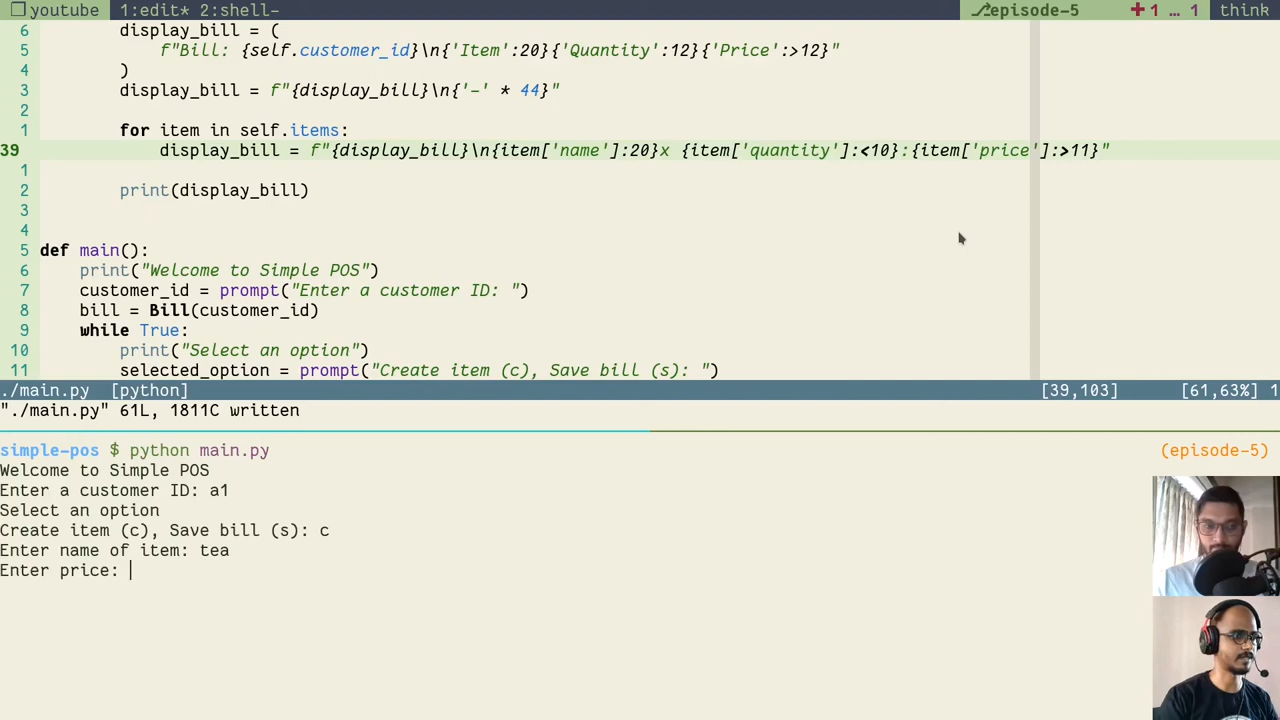 ❐ youtube 1:edit* 2:shell- ⎇episode-5 ✚1 … 1 think
6 display_bill = (
5 f"Bill: {self.customer_id}\n{'Item':20}{'Quantity':12}{'Price':>12}"
4 )
3 display_bill = f"{display_bill}\n{'-' * 44}"
2
1 for item in self.items:
39 display_bill = f"{display_bill}\n{item['name']:20}x {item['quantity']:<10}:{item['price']:>11}"
1
2 print(display_bill)
3
4
5 def main():
6 print("Welcome to Simple POS")
7 customer_id = prompt("Enter a customer ID: ")
8 bill = Bill(customer_id)
9 while True:
10 print("Select an option")
11 selected_option = prompt("Create item (c), Save bill (s): ")
./main.py [python] [39,103] [61,63%] 1
"./main.py" 61L, 1811C written
simple-pos $ python main.py (episode-5)
Welcome to Simple POS
Enter a customer ID: a1
Select an option
Create item (c), Save bill (s): c
Enter name of item: tea
Enter price: